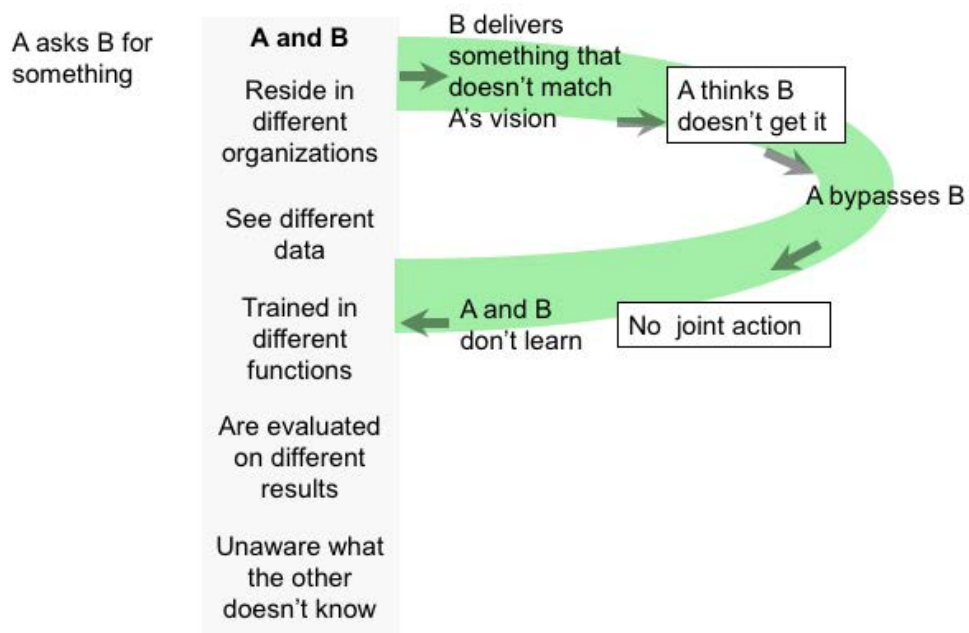 A asks B for
something
A and B
Reside in
different
organizations
See different
data
Trained in
different
functions
Are evaluated
on different
results
Unaware what
the other
doesn't know
B delivers
something that
doesn't match
A's vision
A thinks B
doesn't get it
A bypasses B
No joint action
A and B
don't learn